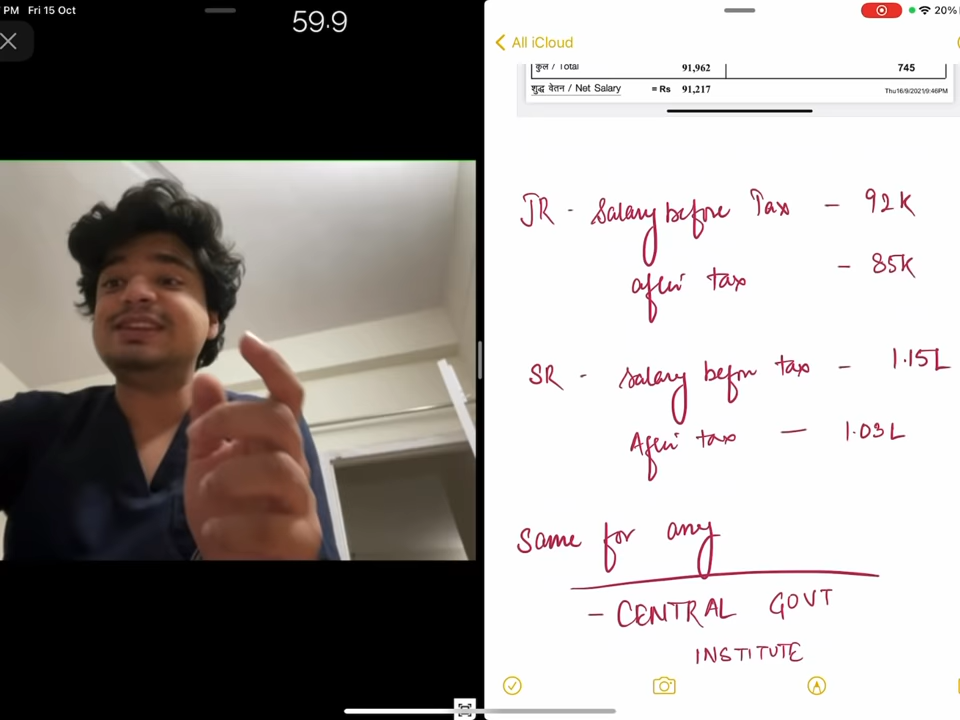 PM Fri 15 Oct
59.9
20%
All iCloud
कुल / Total 91,962 745
शुद्ध वेतन / Net Salary = Rs 91,217
Thu16/9/2021/9:46PM
JR - Salary before Tax - 92K
after tax - 85K
SR - Salary before tax - 1.15L
After tax - 1.03L
Same for any
- CENTRAL GOVT
INSTITUTE